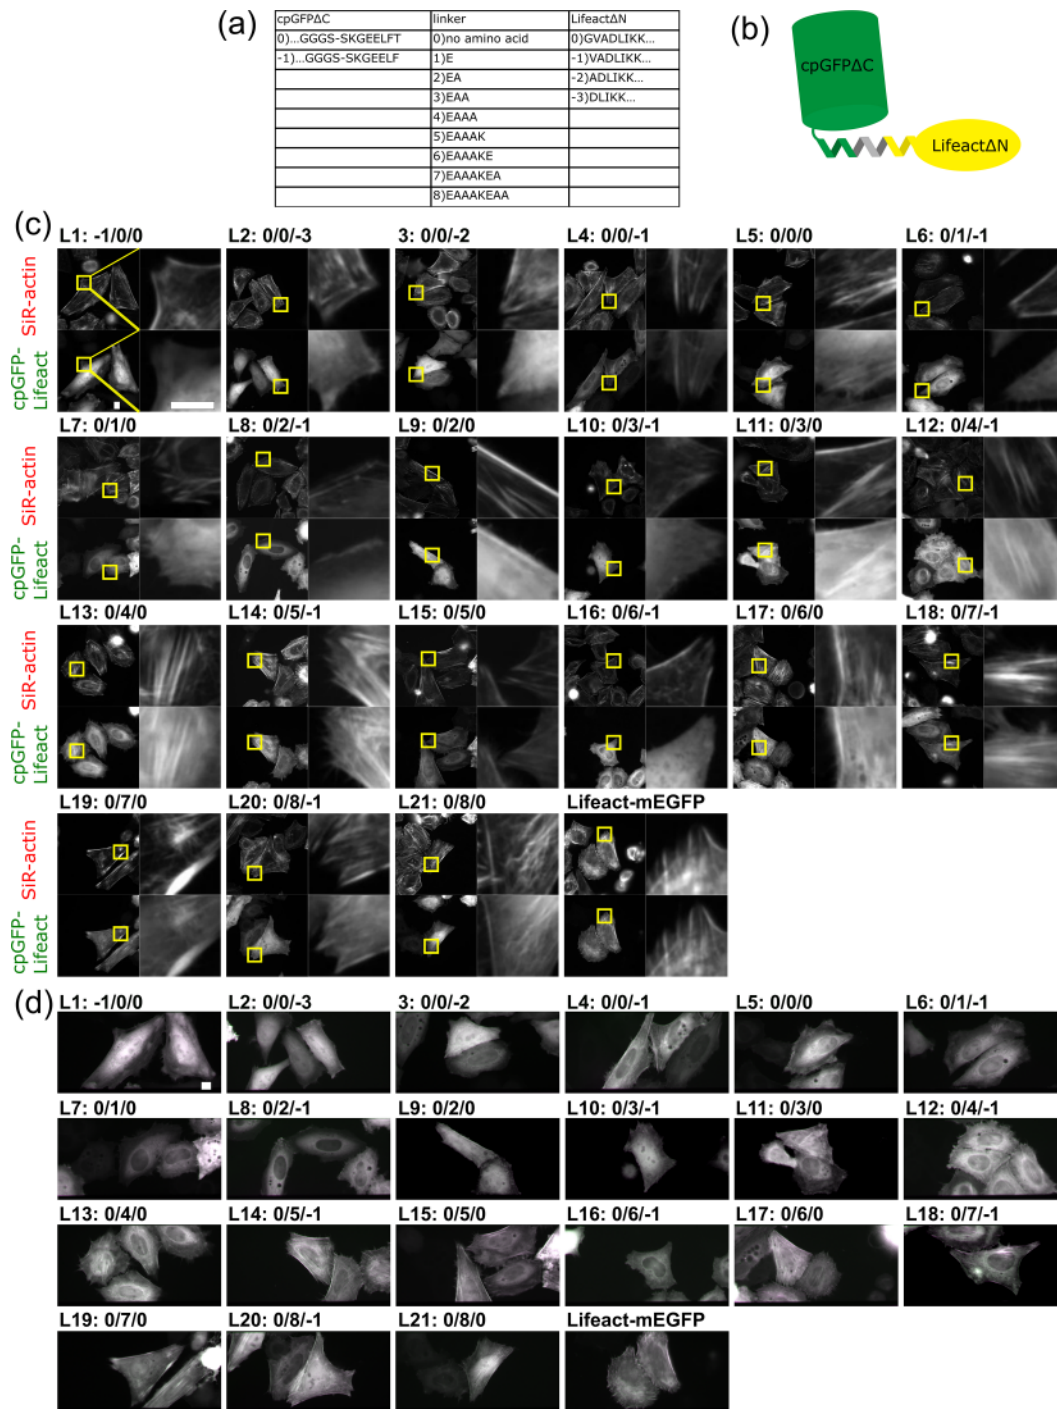 (a)
cpGFPΔC linker LifeactΔN
0)...GGGS-SKGEELFT 0)no amino acid 0)GVADLIKK...
-1)...GGGS-SKGEELF 1)E -1)VADLIKK...
2)EA -2)ADLIKK...
3)EAA -3)DLIKK...
4)EAAA
5)EAAAK
6)EAAAKE
7)EAAAKEA
8)EAAAKEAA
(b)
cpGFPΔC
LifeactΔN
(c)
L1: -1/0/0 L2: 0/0/-3 3: 0/0/-2 L4: 0/0/-1 L5: 0/0/0 L6: 0/1/-1
SiR-actin
cpGFP-
Lifeact
L7: 0/1/0 L8: 0/2/-1 L9: 0/2/0 L10: 0/3/-1 L11: 0/3/0 L12: 0/4/-1
SiR-actin
cpGFP-
Lifeact
L13: 0/4/0 L14: 0/5/-1 L15: 0/5/0 L16: 0/6/-1 L17: 0/6/0 L18: 0/7/-1
SiR-actin
cpGFP-
Lifeact
L19: 0/7/0 L20: 0/8/-1 L21: 0/8/0 Lifeact-mEGFP
SiR-actin
cpGFP-
Lifeact
(d)
L1: -1/0/0 L2: 0/0/-3 3: 0/0/-2 L4: 0/0/-1 L5: 0/0/0 L6: 0/1/-1
L7: 0/1/0 L8: 0/2/-1 L9: 0/2/0 L10: 0/3/-1 L11: 0/3/0 L12: 0/4/-1
L13: 0/4/0 L14: 0/5/-1 L15: 0/5/0 L16: 0/6/-1 L17: 0/6/0 L18: 0/7/-1
L19: 0/7/0 L20: 0/8/-1 L21: 0/8/0 Lifeact-mEGFP